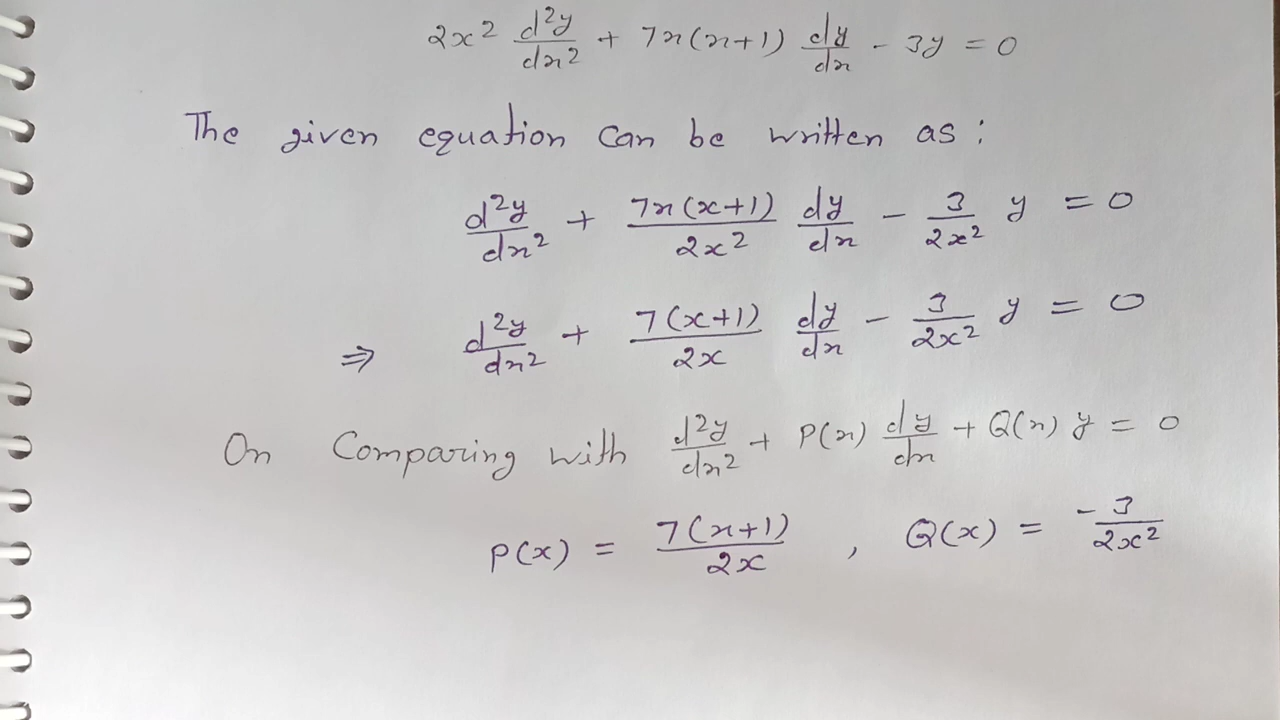 2x² d²y/dx² + 7x(x+1) dy/dx - 3y = 0
The given equation can be written as :
d²y/dx² + 7x(x+1)/2x² dy/dx - 3/2x² y = 0
⇒ d²y/dx² + 7(x+1)/2x dy/dx - 3/2x² y = 0
On Comparing with d²y/dx² + P(x) dy/dx + Q(x) y = 0
P(x) = 7(x+1)/2x , Q(x) = -3/2x²